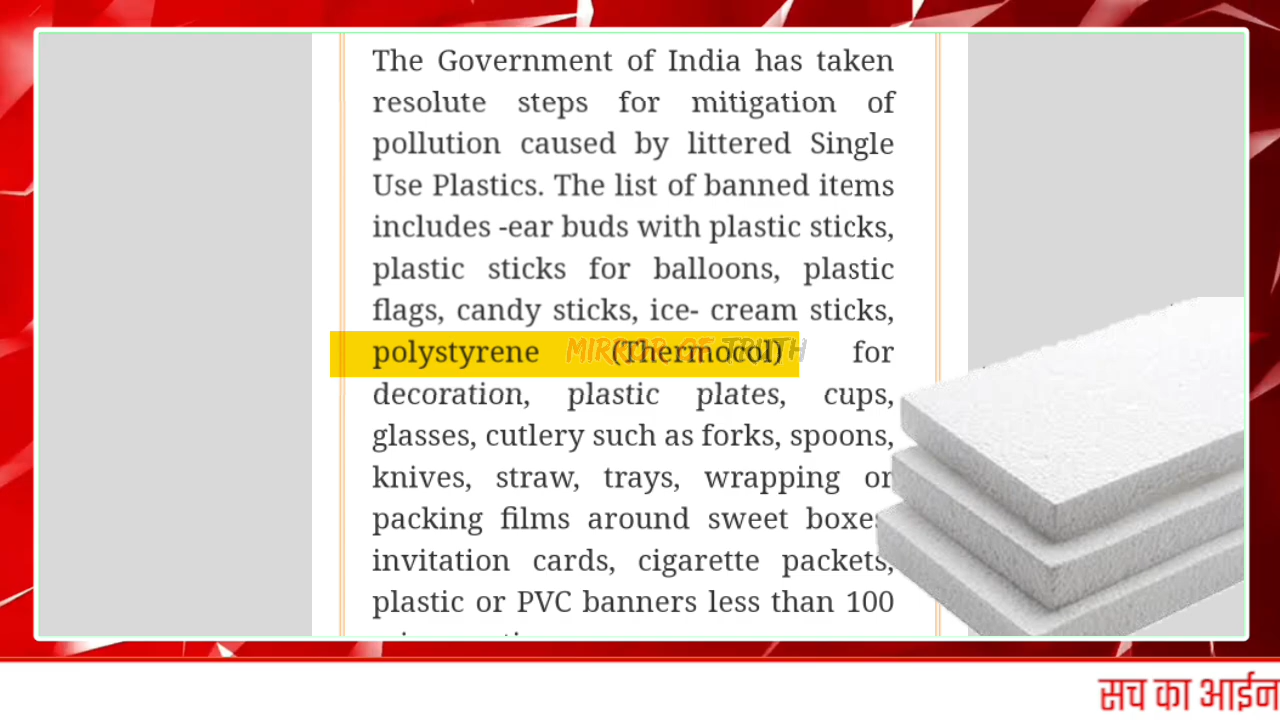 The Government of India has taken
resolute steps for mitigation of
pollution caused by littered Single
Use Plastics. The list of banned items
includes -ear buds with plastic sticks,
plastic sticks for balloons, plastic
flags, candy sticks, ice- cream sticks,
polystyrene (Thermocol) for
MIRROR OF TRUTH
decoration, plastic plates, cups,
glasses, cutlery such as forks, spoons,
knives, straw, trays, wrapping or
packing films around sweet boxes,
invitation cards, cigarette packets,
plastic or PVC banners less than 100
सच का आईन